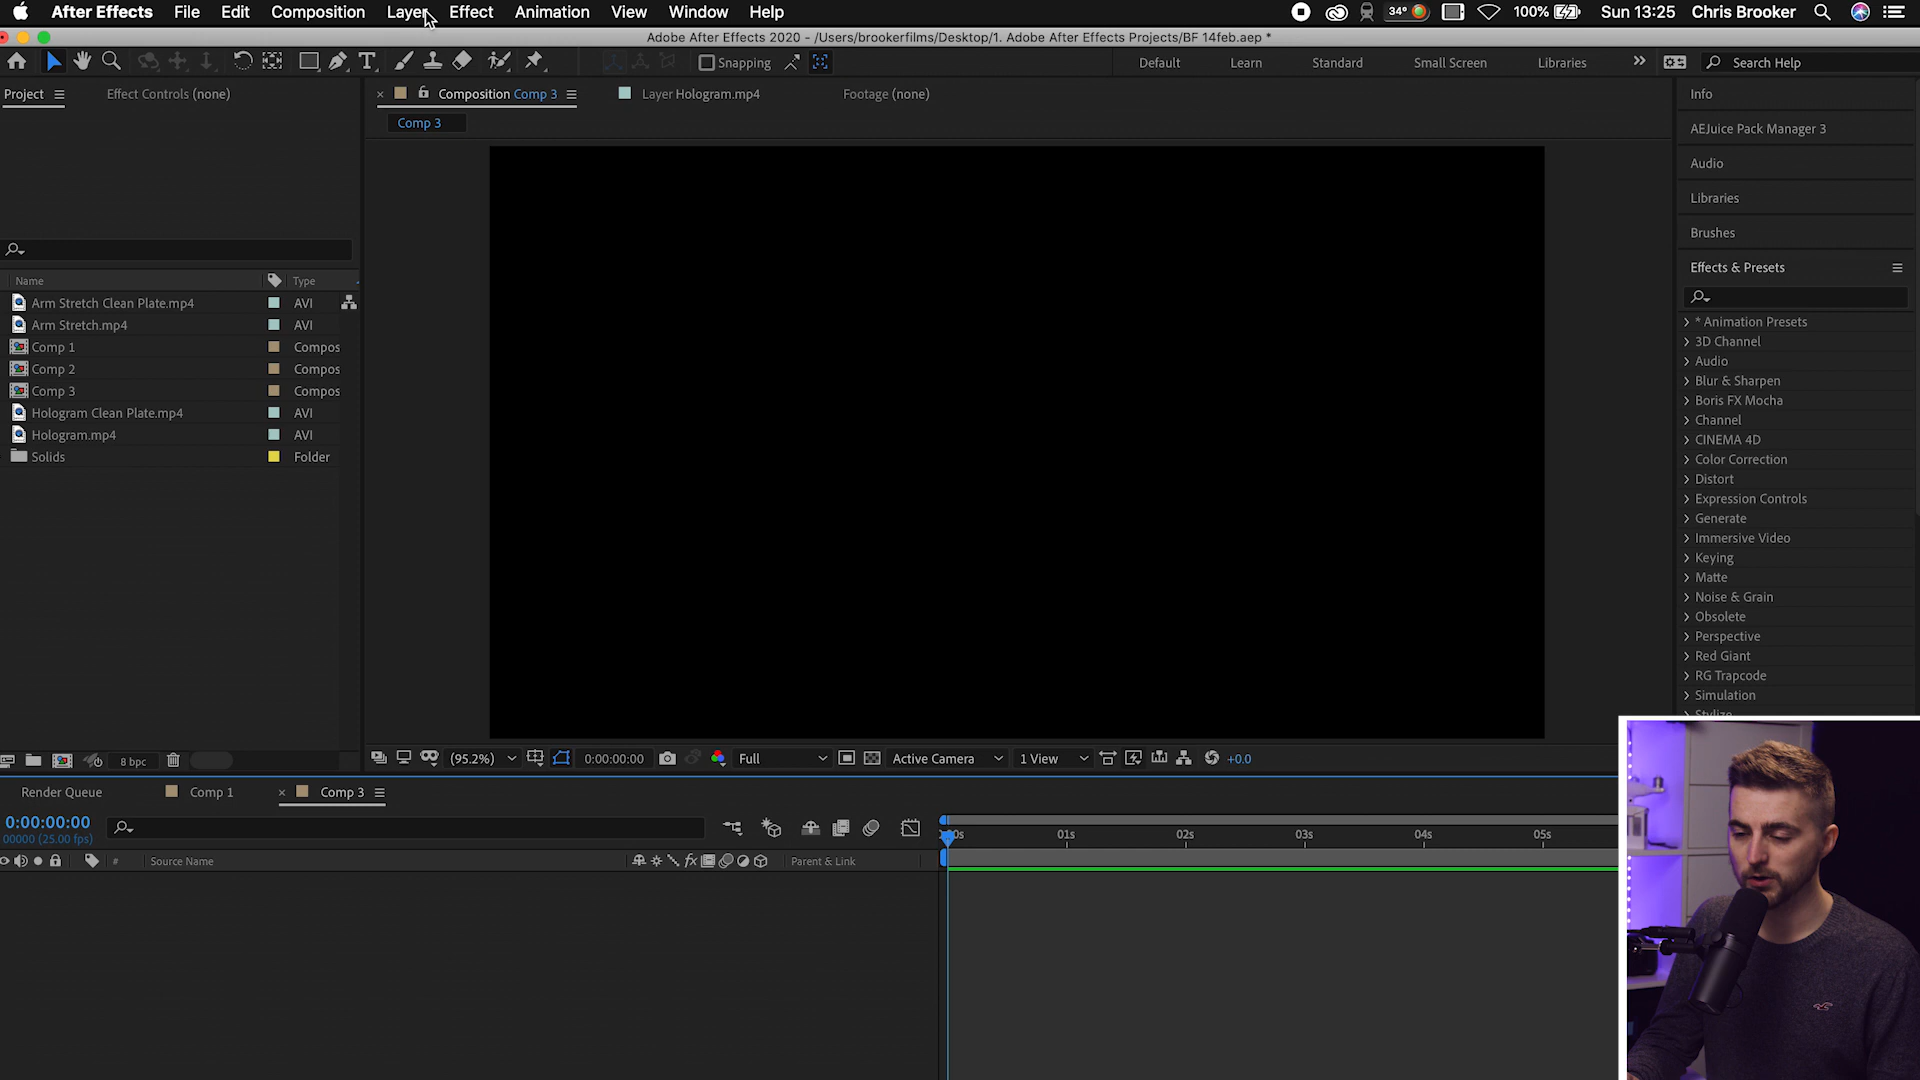 After Effects File Edit Composition Layer Effect Animation View Window Help 34° 100% Sun 13:25 Chris Brooker
Adobe After Effects 2020 - /Users/brookerfilms/Desktop/1. Adobe After Effects Projects/BF 14feb.aep *
Snapping Default Learn Standard Small Screen Libraries Search Help
Project Effect Controls (none) Composition Comp 3 Layer Hologram.mp4 Footage (none) Info
Comp 3
AEJuice Pack Manager 3
Audio
Libraries
Brushes
Effects & Presets
Name Type
Arm Stretch Clean Plate.mp4 AVI
Arm Stretch.mp4 AVI
Comp 1 Compos
Comp 2 Compos
Comp 3 Compos
Hologram Clean Plate.mp4 AVI
Hologram.mp4 AVI
Solids Folder
* Animation Presets
3D Channel
Audio
Blur & Sharpen
Boris FX Mocha
Channel
CINEMA 4D
Color Correction
Distort
Expression Controls
Generate
Immersive Video
Keying
Matte
Noise & Grain
Obsolete
Perspective
Red Giant
RG Trapcode
Simulation
Stylize
8 bpc (95.2%) 0:00:00:00 Full Active Camera 1 View +0.0
Render Queue Comp 1 Comp 3
0:00:00:00
00000 (25.00 fps)
01s 02s 03s 04s 05s
# Source Name Parent & Link